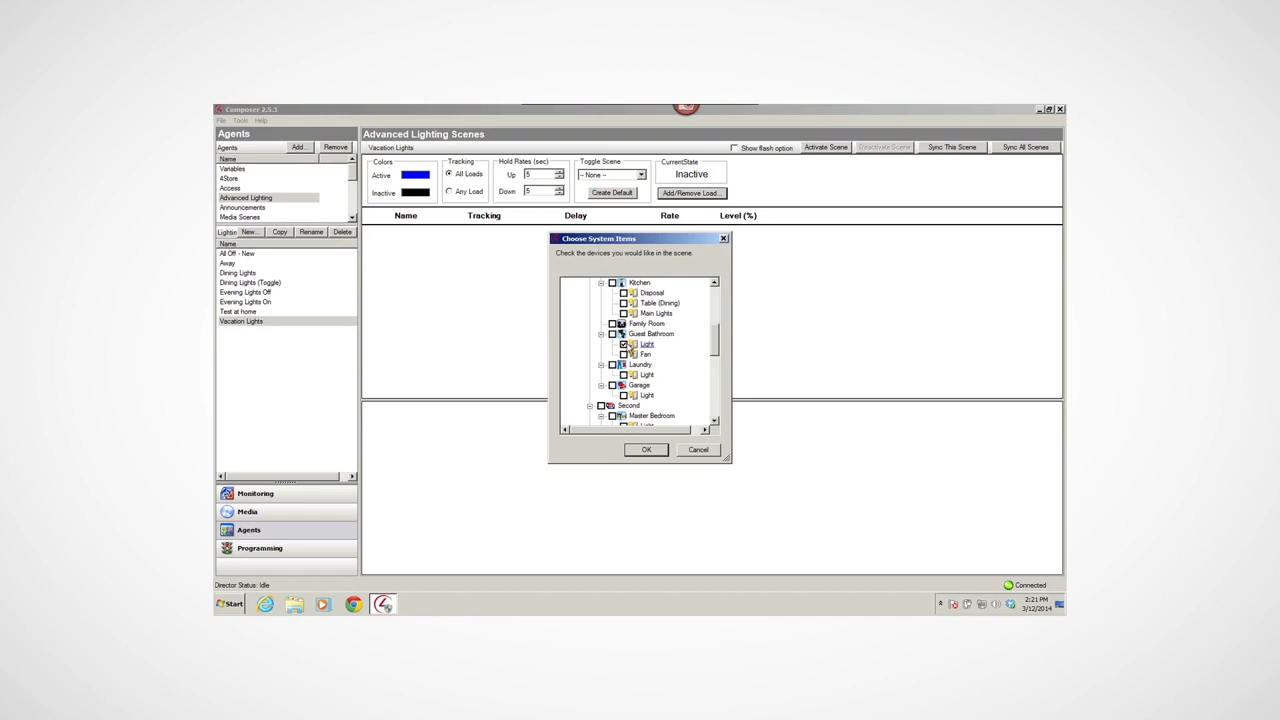 Composer 2.5.3
File Tools Help
Agents
Agents Add... Remove
Name
Variables
4Store
Access
Advanced Lighting
Announcements
Media Scenes
Lightin New... Copy Rename Delete
Name
All Off - New
Away
Dining Lights
Dining Lights (Toggle)
Evening Lights Off
Evening Lights On
Test at home
Vacation Lights
Monitoring
Media
Agents
Programming
Advanced Lighting Scenes
Vacation Lights Show flash option Activate Scene Deactivate Scene Sync This Scene Sync All Scenes
Colors Tracking Hold Rates (sec) Toggle Scene CurrentState
Active All Loads Up 5 -- None -- Inactive
Inactive Any Load Down 5 Create Default Add/Remove Load...
Name Tracking Delay Rate Level (%)
Choose System Items
Check the devices you would like in the scene.
Kitchen
Disposal
Table (Dining)
Main Lights
Family Room
Guest Bathroom
Light
Fan
Laundry
Light
Garage
Light
Second
Master Bedroom
Light
OK Cancel
Director Status: Idle Connected
Start 2:21 PM
3/12/2014